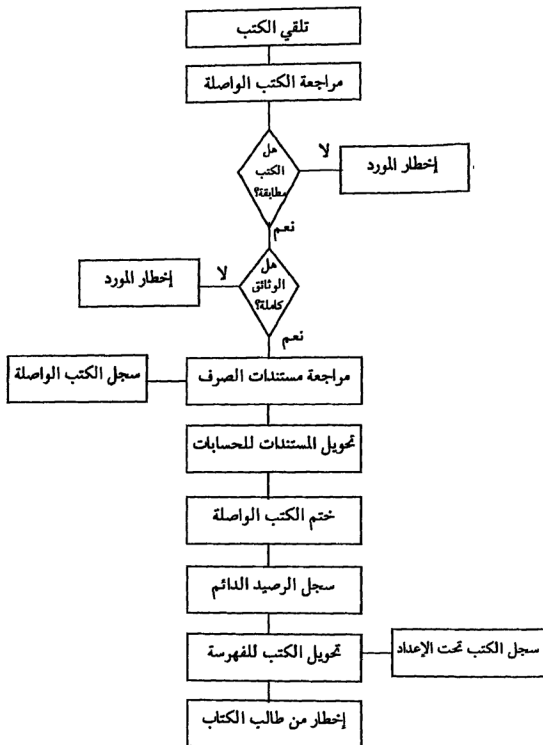 تلقي الكتب
مراجعة الكتب الواصلة
هل
الكتب
مطابقة؟
لا
إخطار المورد
نعم
هل
الوثائق
كاملة؟
لا
إخطار المورد
نعم
مراجعة مستندات الصرف
سجل الكتب الواصلة
تحويل المستندات للحسابات
ختم الكتب الواصلة
سجل الرصيد الدائم
تحويل الكتب للفهرسة
سجل الكتب تحت الإعداد
إخطار من طالب الكتاب